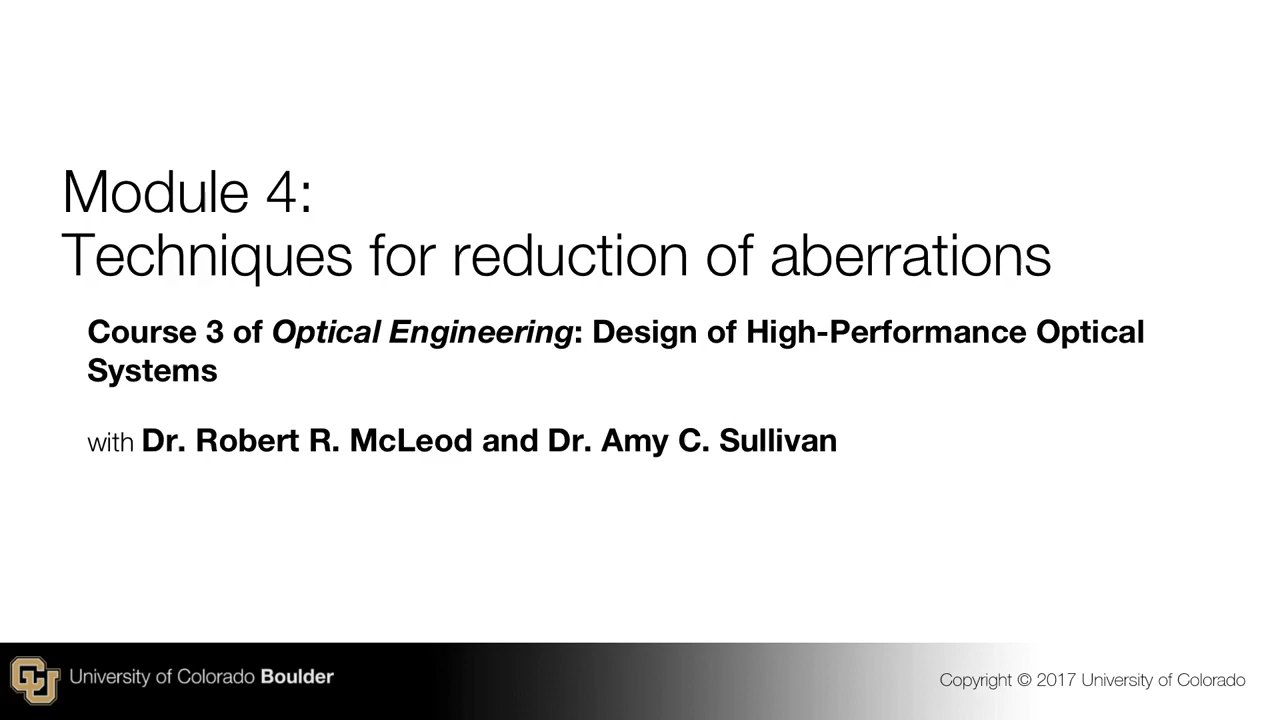 Module 4:
Techniques for reduction of aberrations
Course 3 of Optical Engineering: Design of High-Performance Optical
Systems
with Dr. Robert R. McLeod and Dr. Amy C. Sullivan
CU
University of Colorado Boulder
Copyright © 2017 University of Colorado